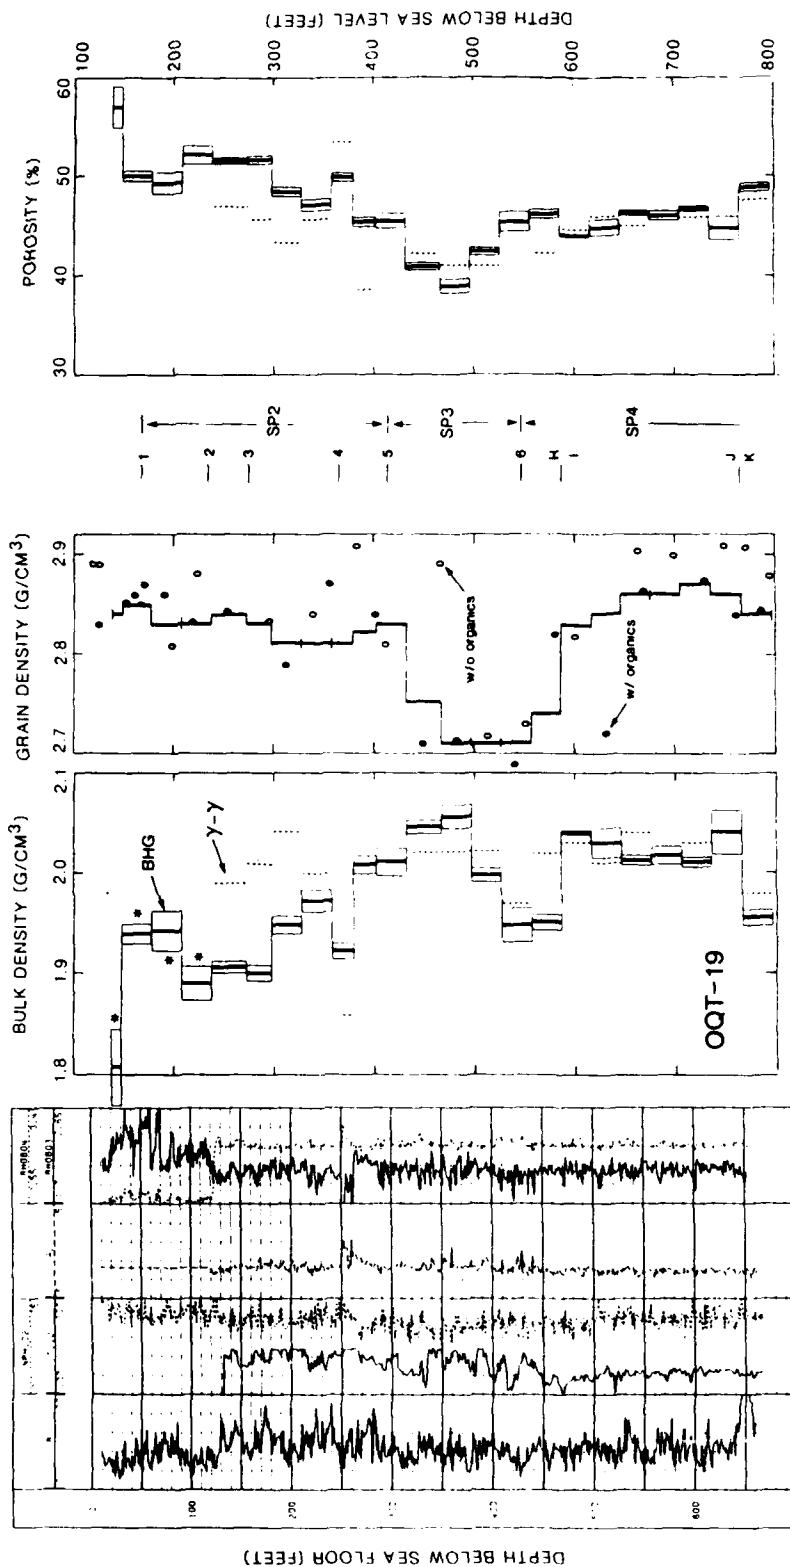 DEPTH BELOW SEA LEVEL (FEET)
100
200
300
400
500
600
700
800
POROSITY (%)
60
50
40
30
SP2
SP3
SP4
1
2
3
4
5
6
H
I
J
K
GRAIN DENSITY (G/CM³)
2.9
2.8
2.7
w/o organics
w/ organics
BULK DENSITY (G/CM³)
2.1
2.0
1.9
1.8
*
*
*
*
BHG
γ-γ
OQT-19
RHOB04
RHOB01
0
100
200
600
DEPTH BELOW SEA FLOOR (FEET)